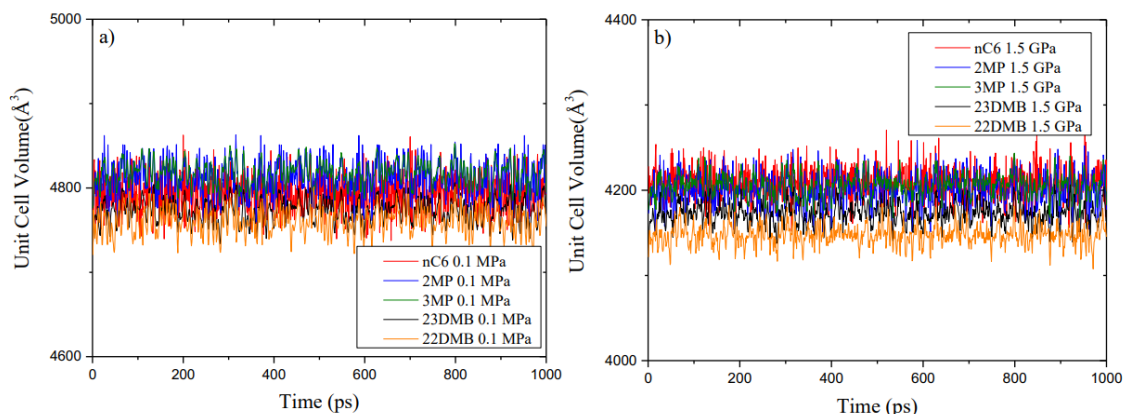 a)
Unit Cell Volume(Å³)
5000
4800
4600
nC6 0.1 MPa
2MP 0.1 MPa
3MP 0.1 MPa
23DMB 0.1 MPa
22DMB 0.1 MPa
0 200 400 600 800 1000
Time (ps)
b)
Unit Cell Volume(Å³)
4400
4200
4000
nC6 1.5 GPa
2MP 1.5 GPa
3MP 1.5 GPa
23DMB 1.5 GPa
22DMB 1.5 GPa
0 200 400 600 800 1000
Time (ps)